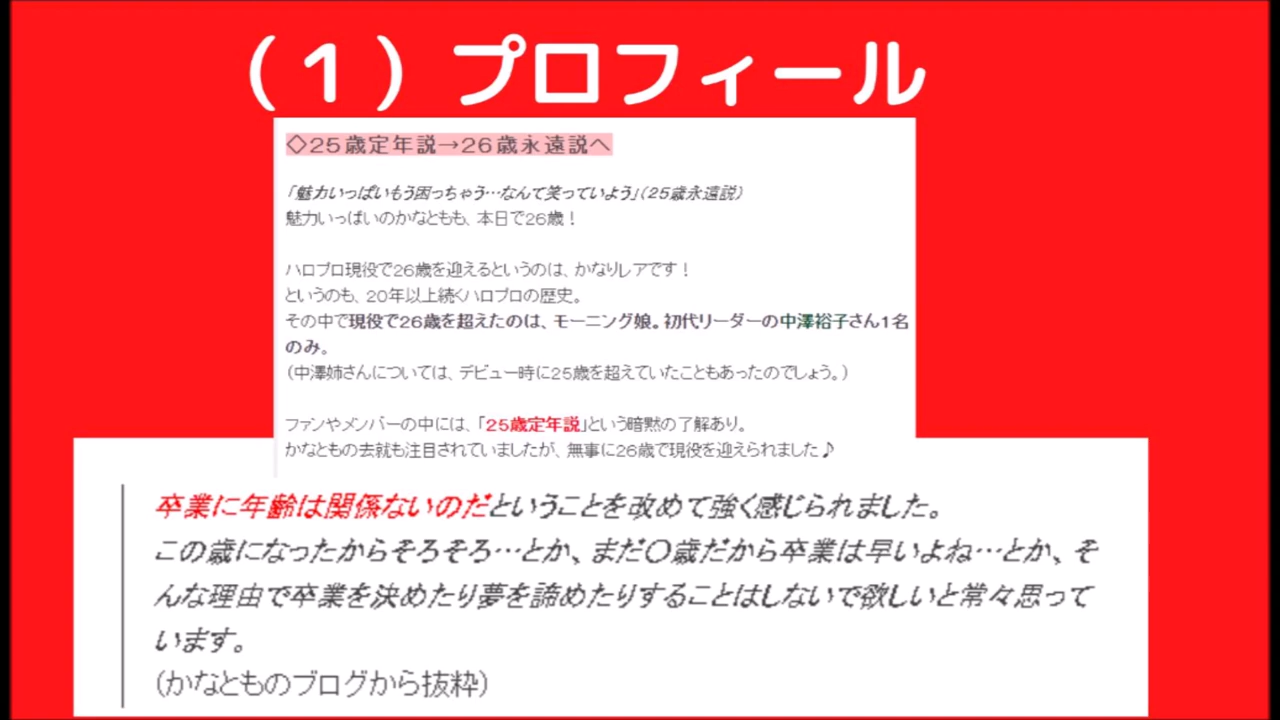 （１）プロフィール
◇25歳定年説→26歳永遠説へ
「魅力いっぱいもう困っちゃう…なんて笑っていよう」（25歳永遠説）
魅力いっぱいのかなともも、本日で26歳！
ハロプロ現役で26歳を迎えるというのは、かなりレアです！
というのも、20年以上続くハロプロの歴史。
その中で現役で26歳を超えたのは、モーニング娘。初代リーダーの中澤裕子さん1名
のみ。
（中澤姉さんについては、デビュー時に25歳を超えていたこともあったのでしょう。）
ファンやメンバーの中には、「25歳定年説」という暗黙の了解あり。
かなともの去就も注目されていましたが、無事に26歳で現役を迎えられました♪
卒業に年齢は関係ないのだということを改めて強く感じられました。
この歳になったからそろそろ…とか、まだ〇歳だから卒業は早いよね…とか、そ
んな理由で卒業を決めたり夢を諦めたりすることはしないで欲しいと常々思って
います。
(かなとものブログから抜粋)